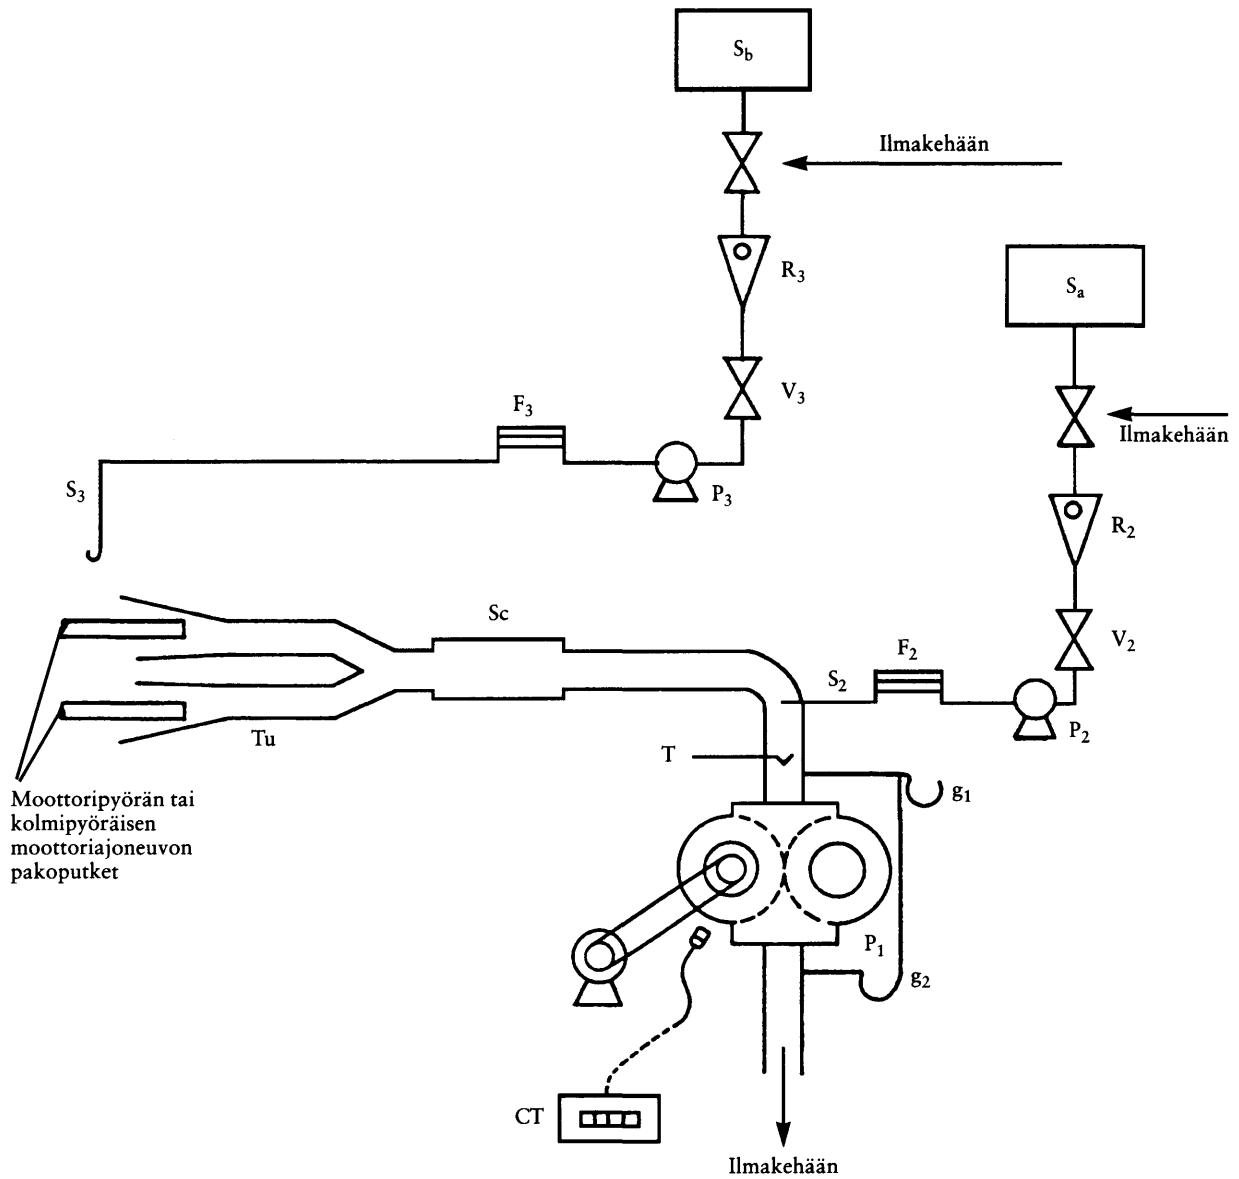 Sb
Ilmakehään
R3
Sa
V3
F3
Ilmakehään
S3
P3
R2
Sc
V2
F2
S2
Tu
P2
T
g1
Moottoripyörän tai
kolmipyöräisen
moottoriajoneuvon
pakoputket
P1
g2
CT
Ilmakehään